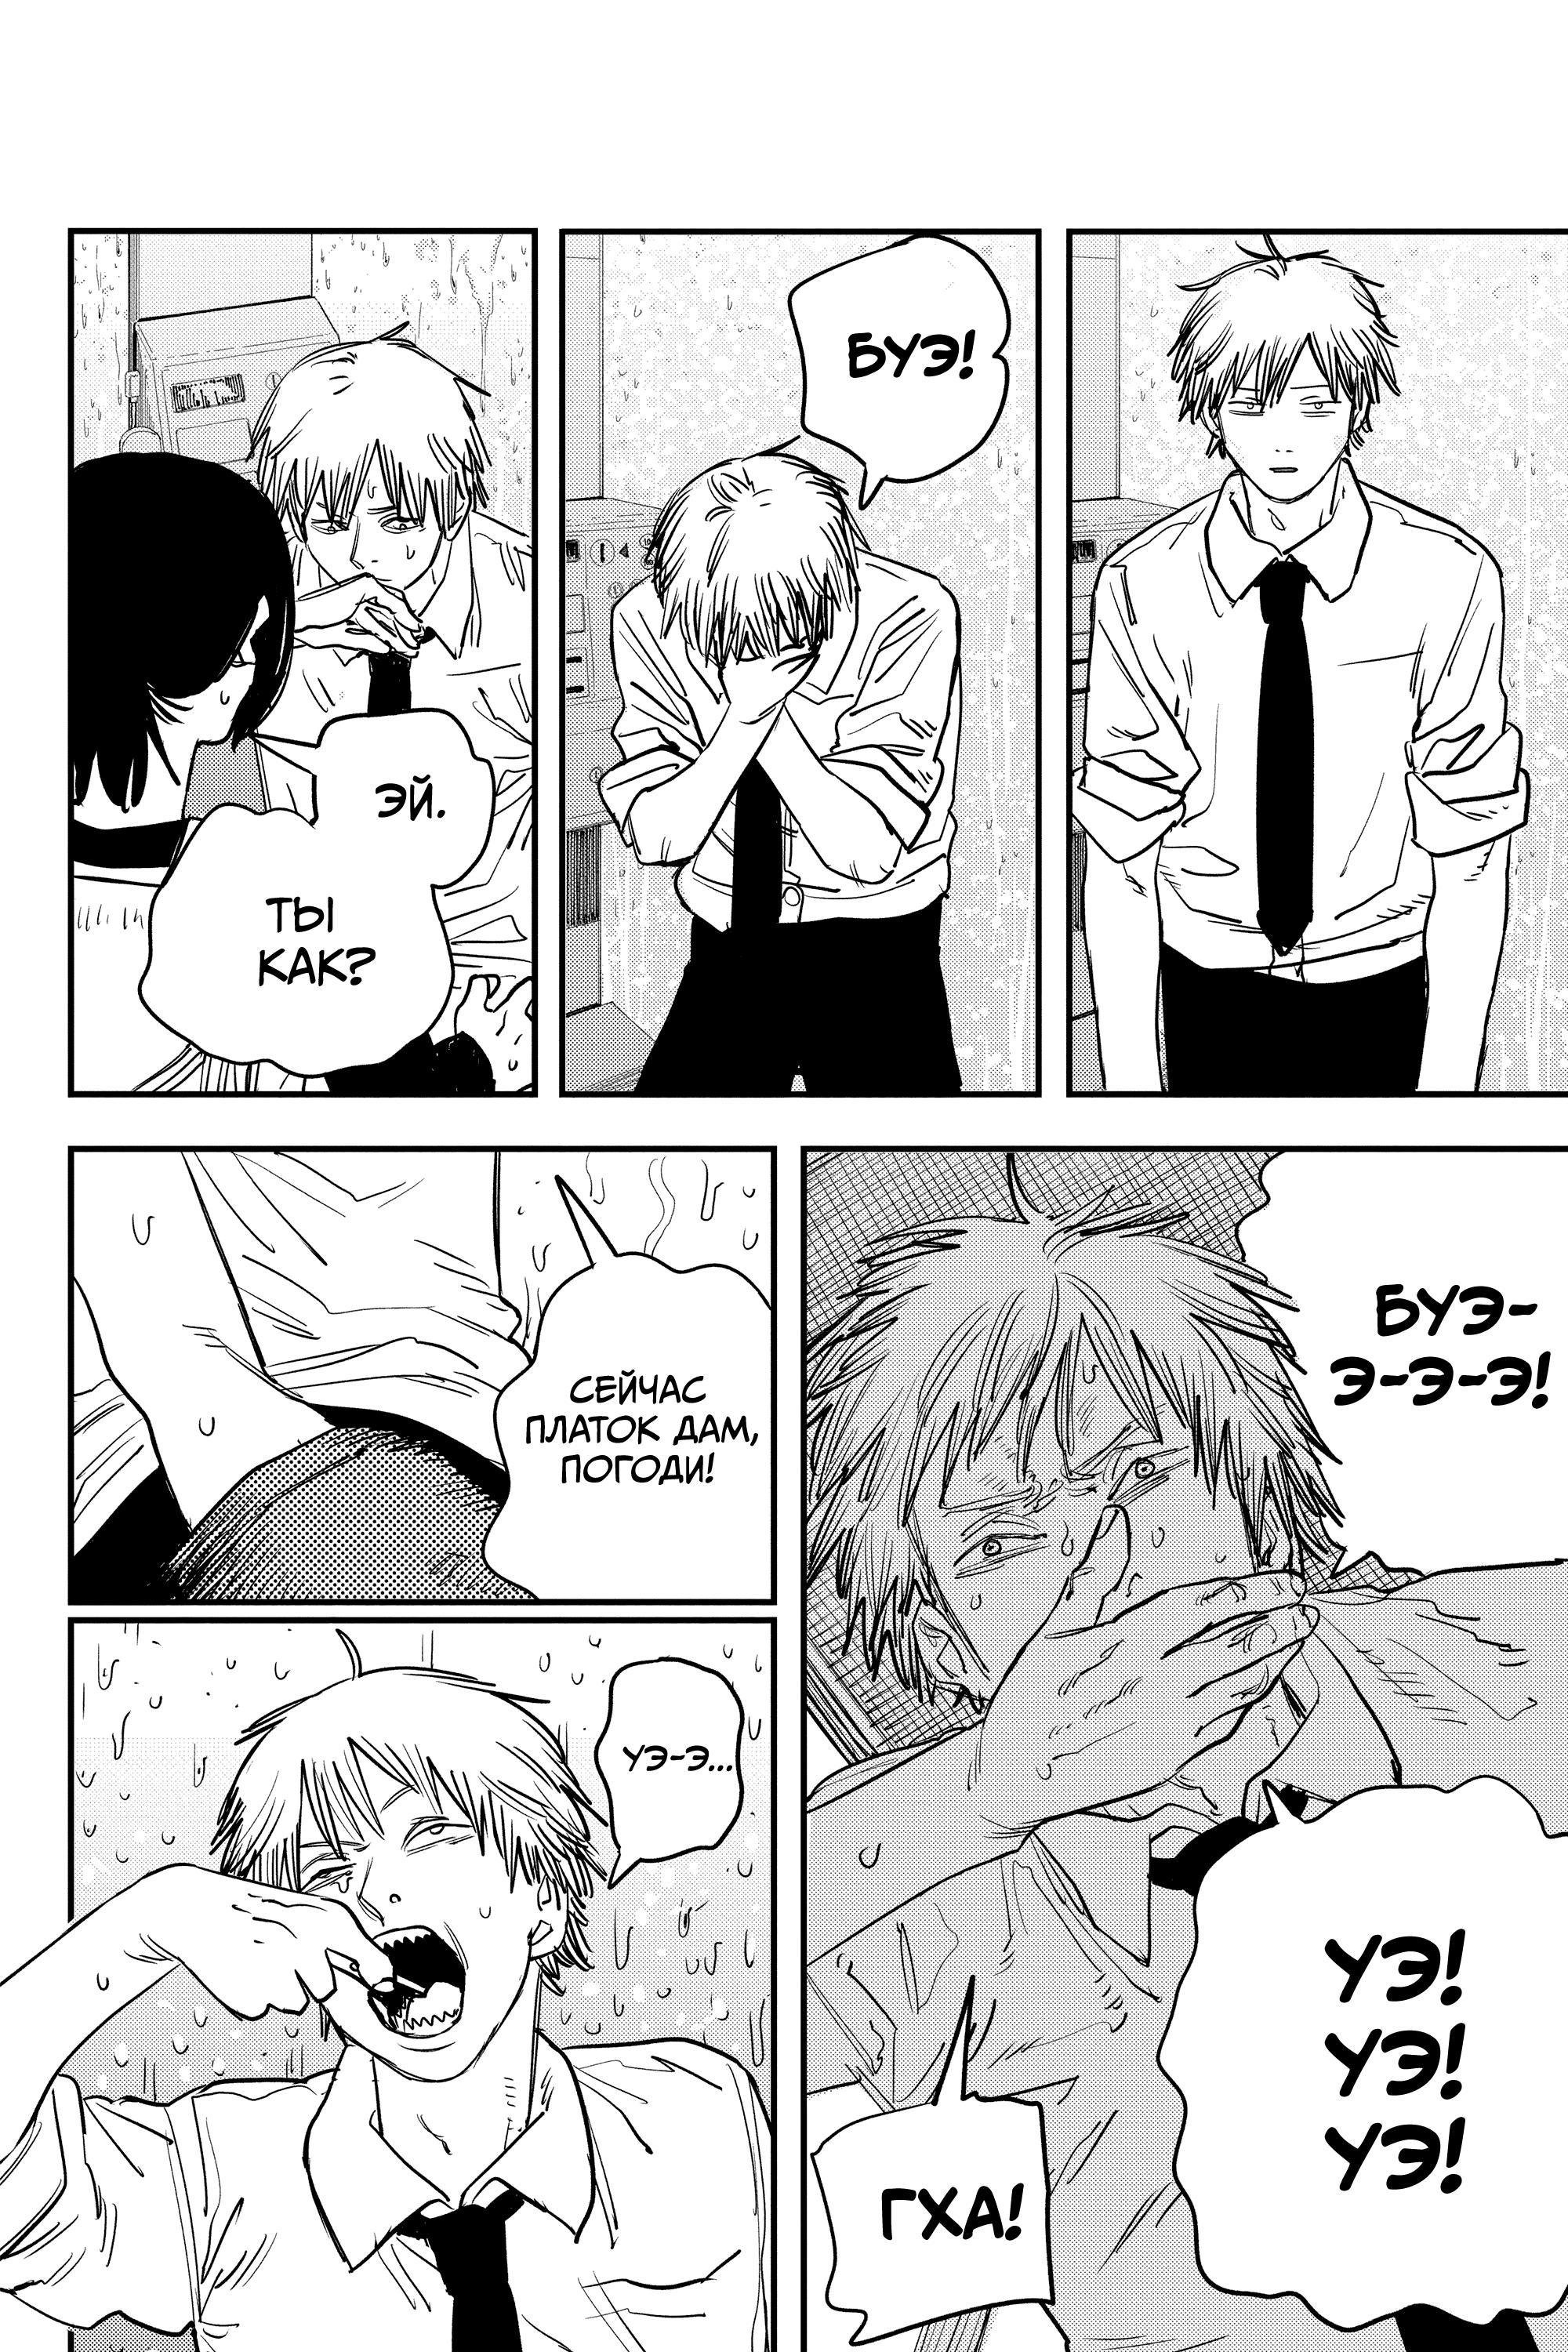 БУЭ!
ЭЙ.
ТЫ
КАК?
БУЭ-
Э-Э-Э!
УЭ!
УЭ!
УЭ!
ГХА!
СЕЙЧАС
ПЛАТОК ДАМ,
ПОГОДИ!
УЭ-Э...